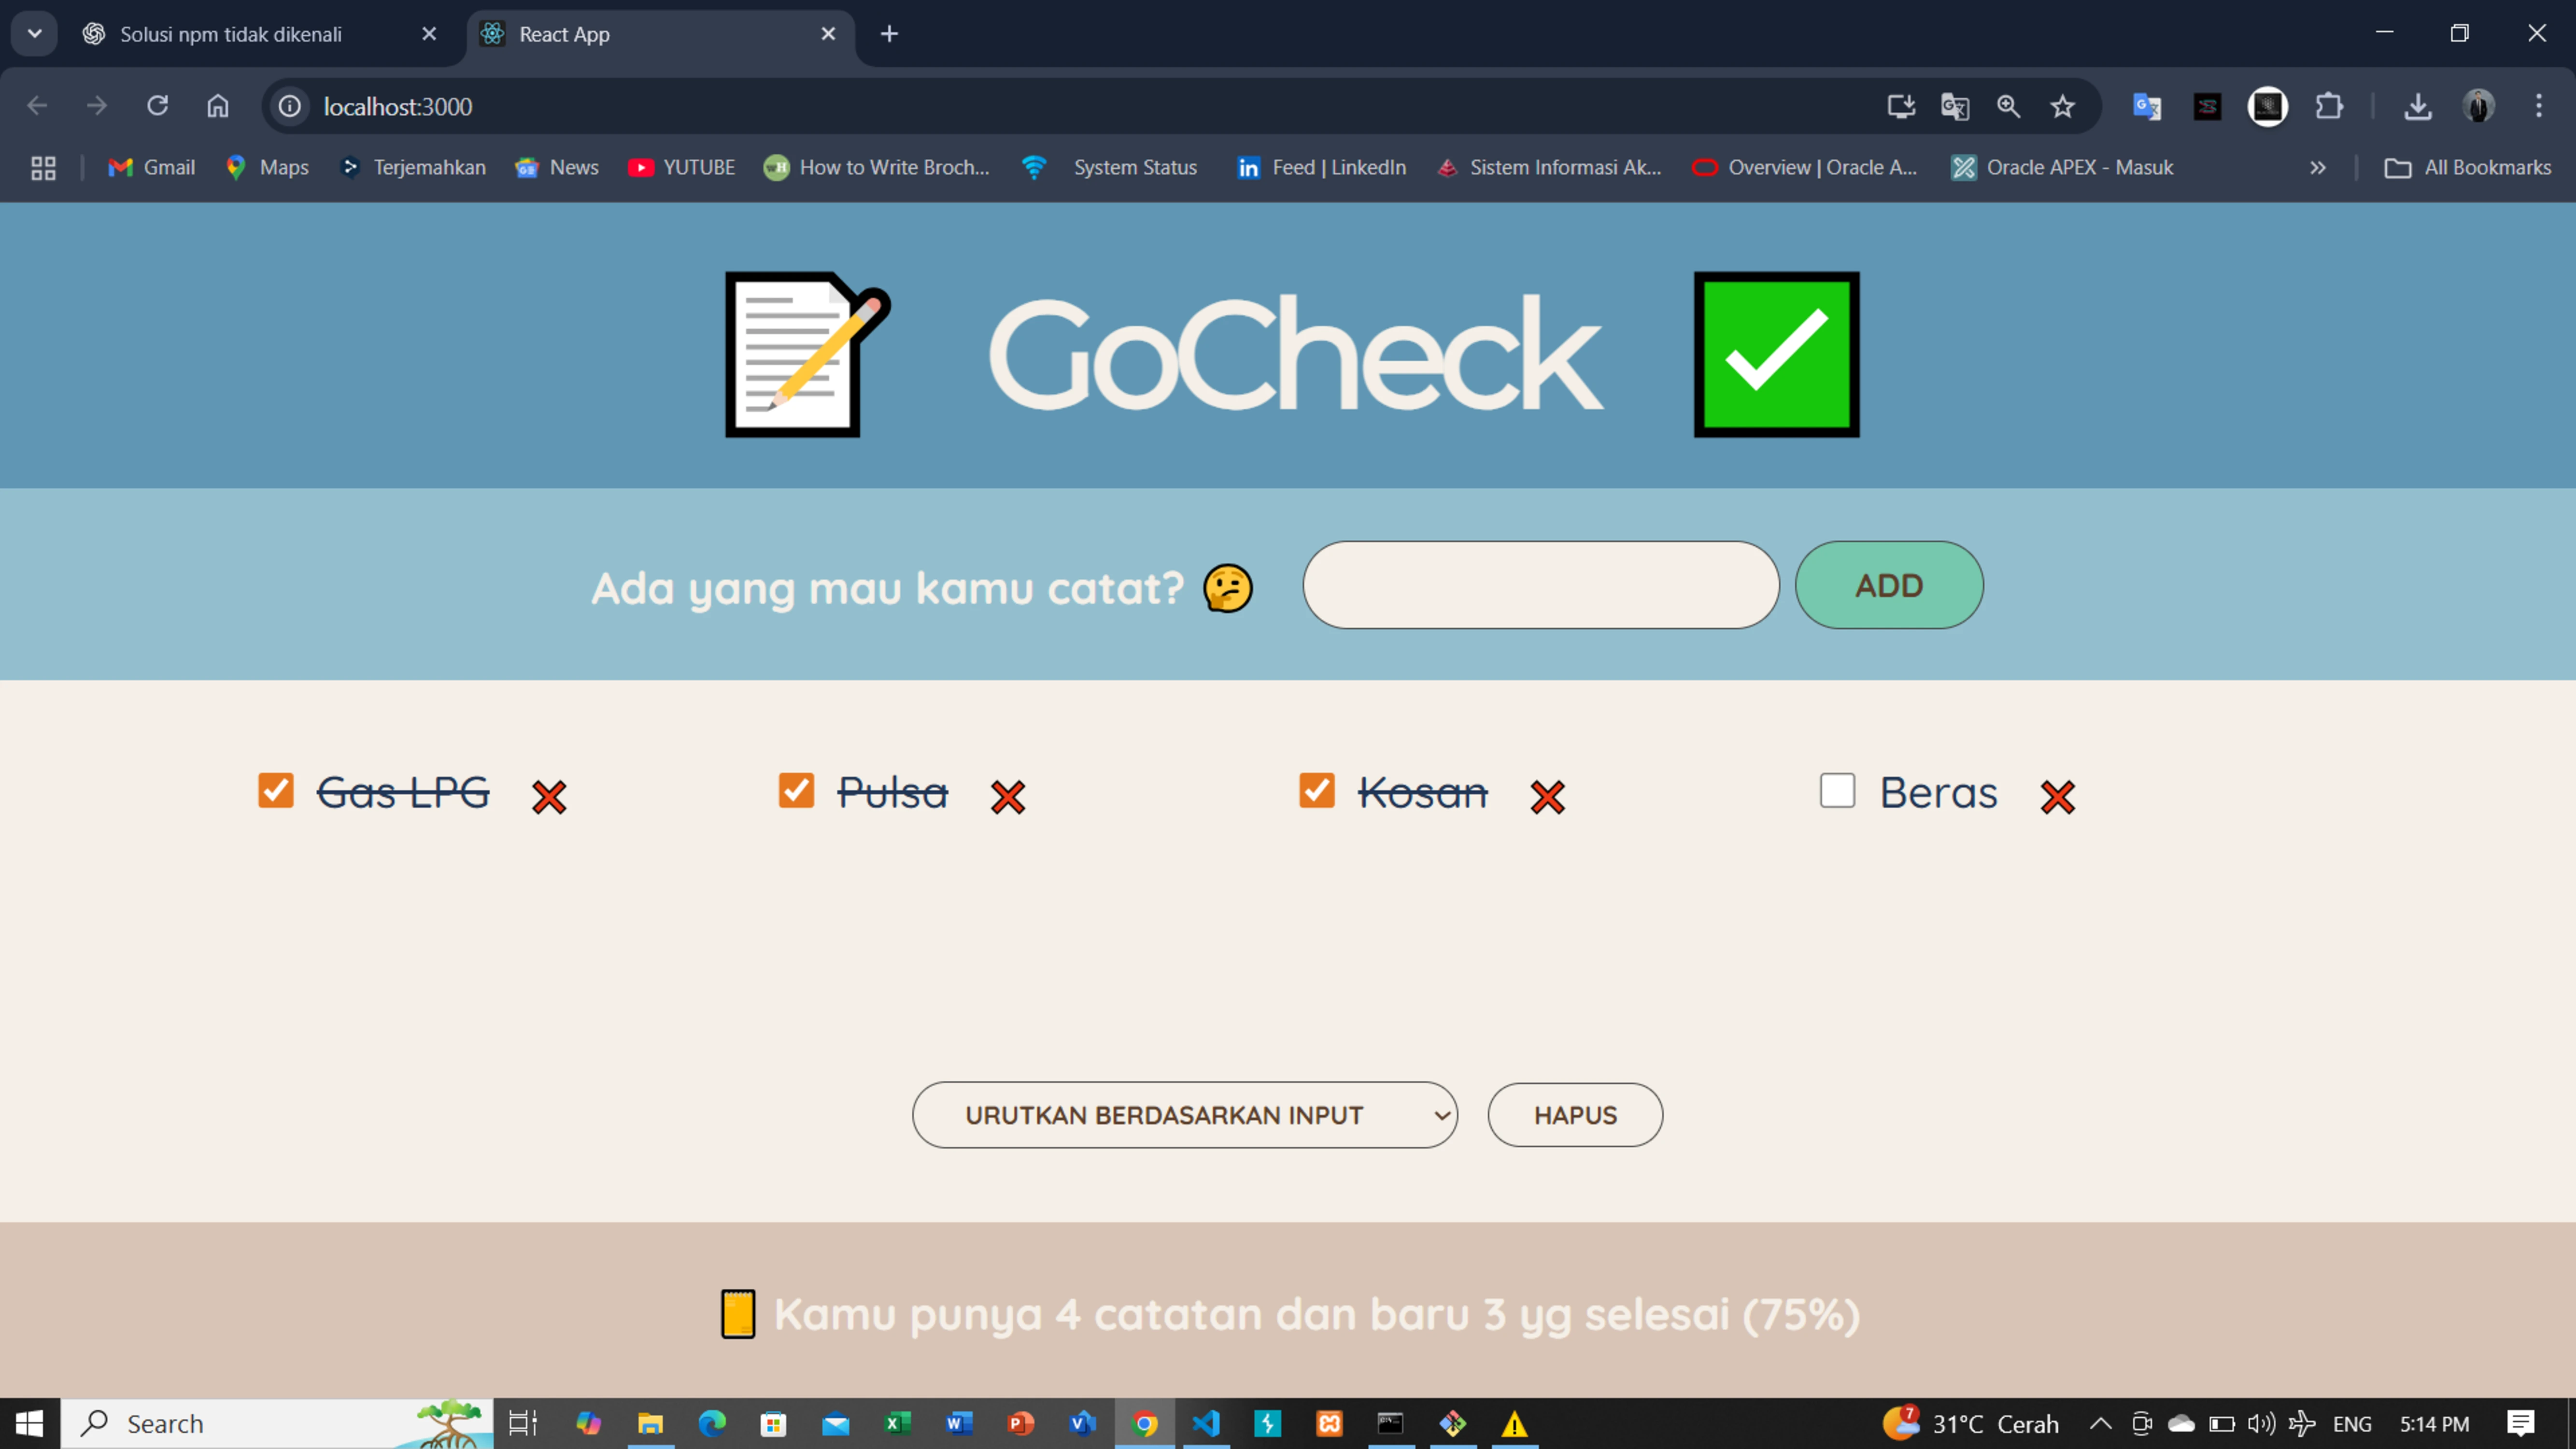 Solusi npm tidak dikenali
React App
localhost:3000
Gmail
Maps
Terjemahkan
News
YUTUBE
How to Write Broch...
System Status
Feed | LinkedIn
Sistem Informasi Ak...
Overview | Oracle A...
Oracle APEX - Masuk
All Bookmarks
GoCheck
Ada yang mau kamu catat? 🤔
ADD
Gas LPG
Pulsa
Kosan
Beras
URUTKAN BERDASARKAN INPUT
HAPUS
Kamu punya 4 catatan dan baru 3 yg selesai (75%)
Search
7
31°C Cerah
ENG
5:14 PM